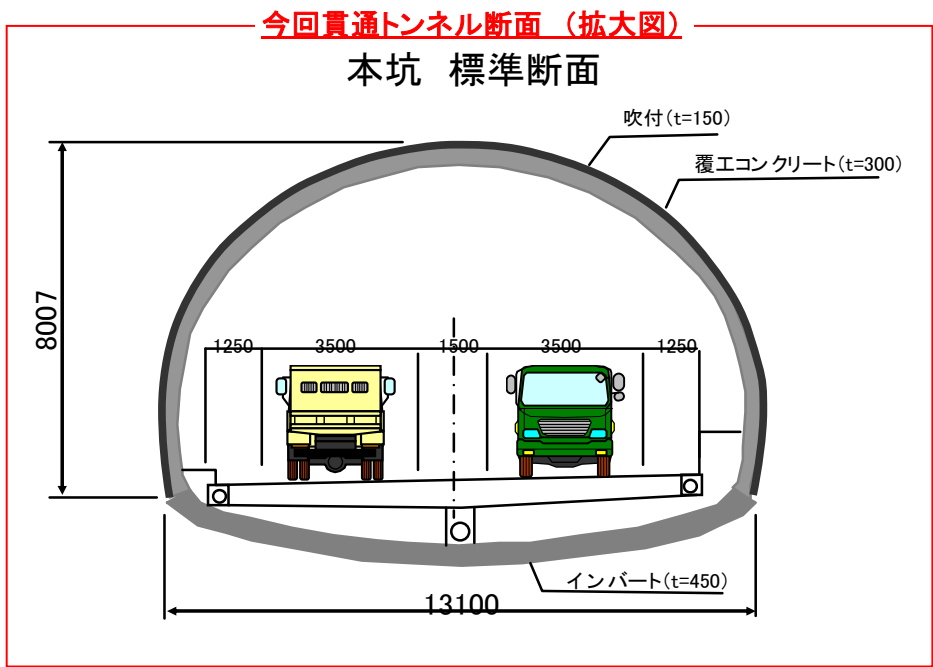 今回貫通トンネル断面 (拡大図)
本坑 標準断面
吹付(t=150)
覆工コンクリート(t=300)
8007
1250 3500 1500 3500 1250
インバート(t=450)
13100